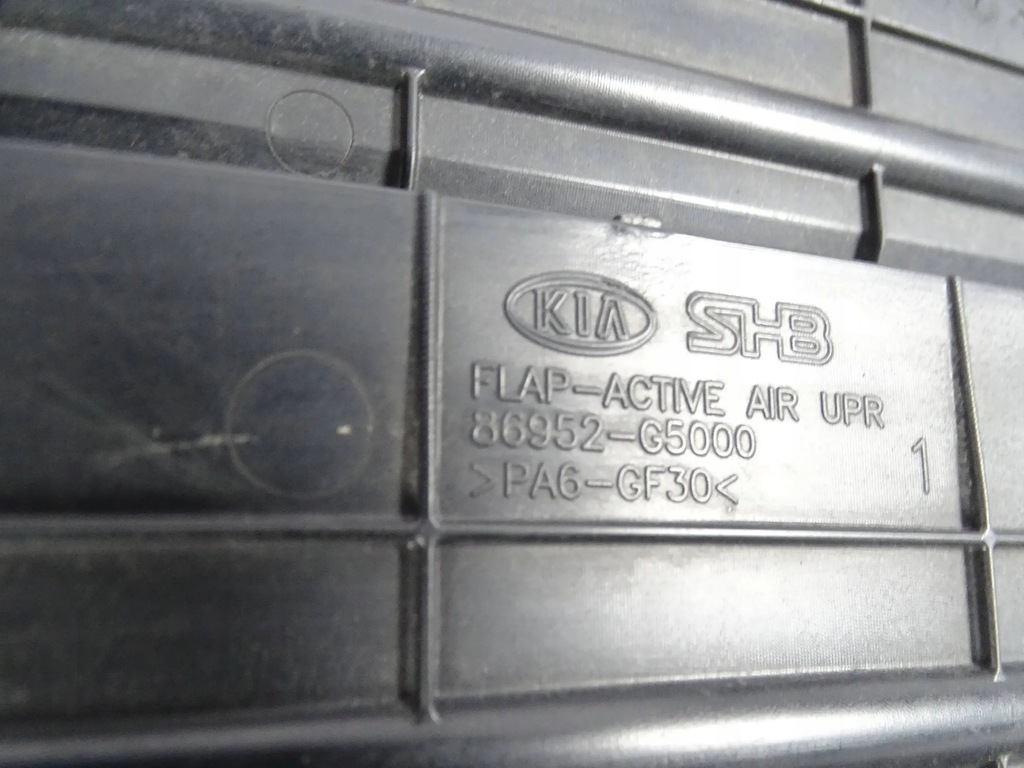 KIA SHB
FLAP-ACTIVE AIR UPR
86952-G5000
>PA6-GF30<
1